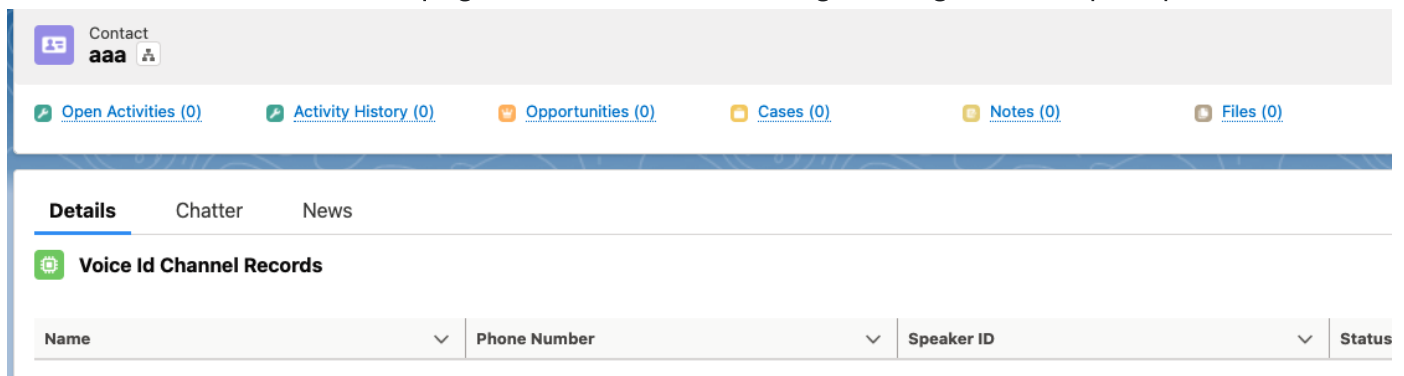 Contact
aaa
Open Activities (0) Activity History (0) Opportunities (0) Cases (0) Notes (0) Files (0)
Details Chatter News
Voice Id Channel Records
Name Phone Number Speaker ID Status